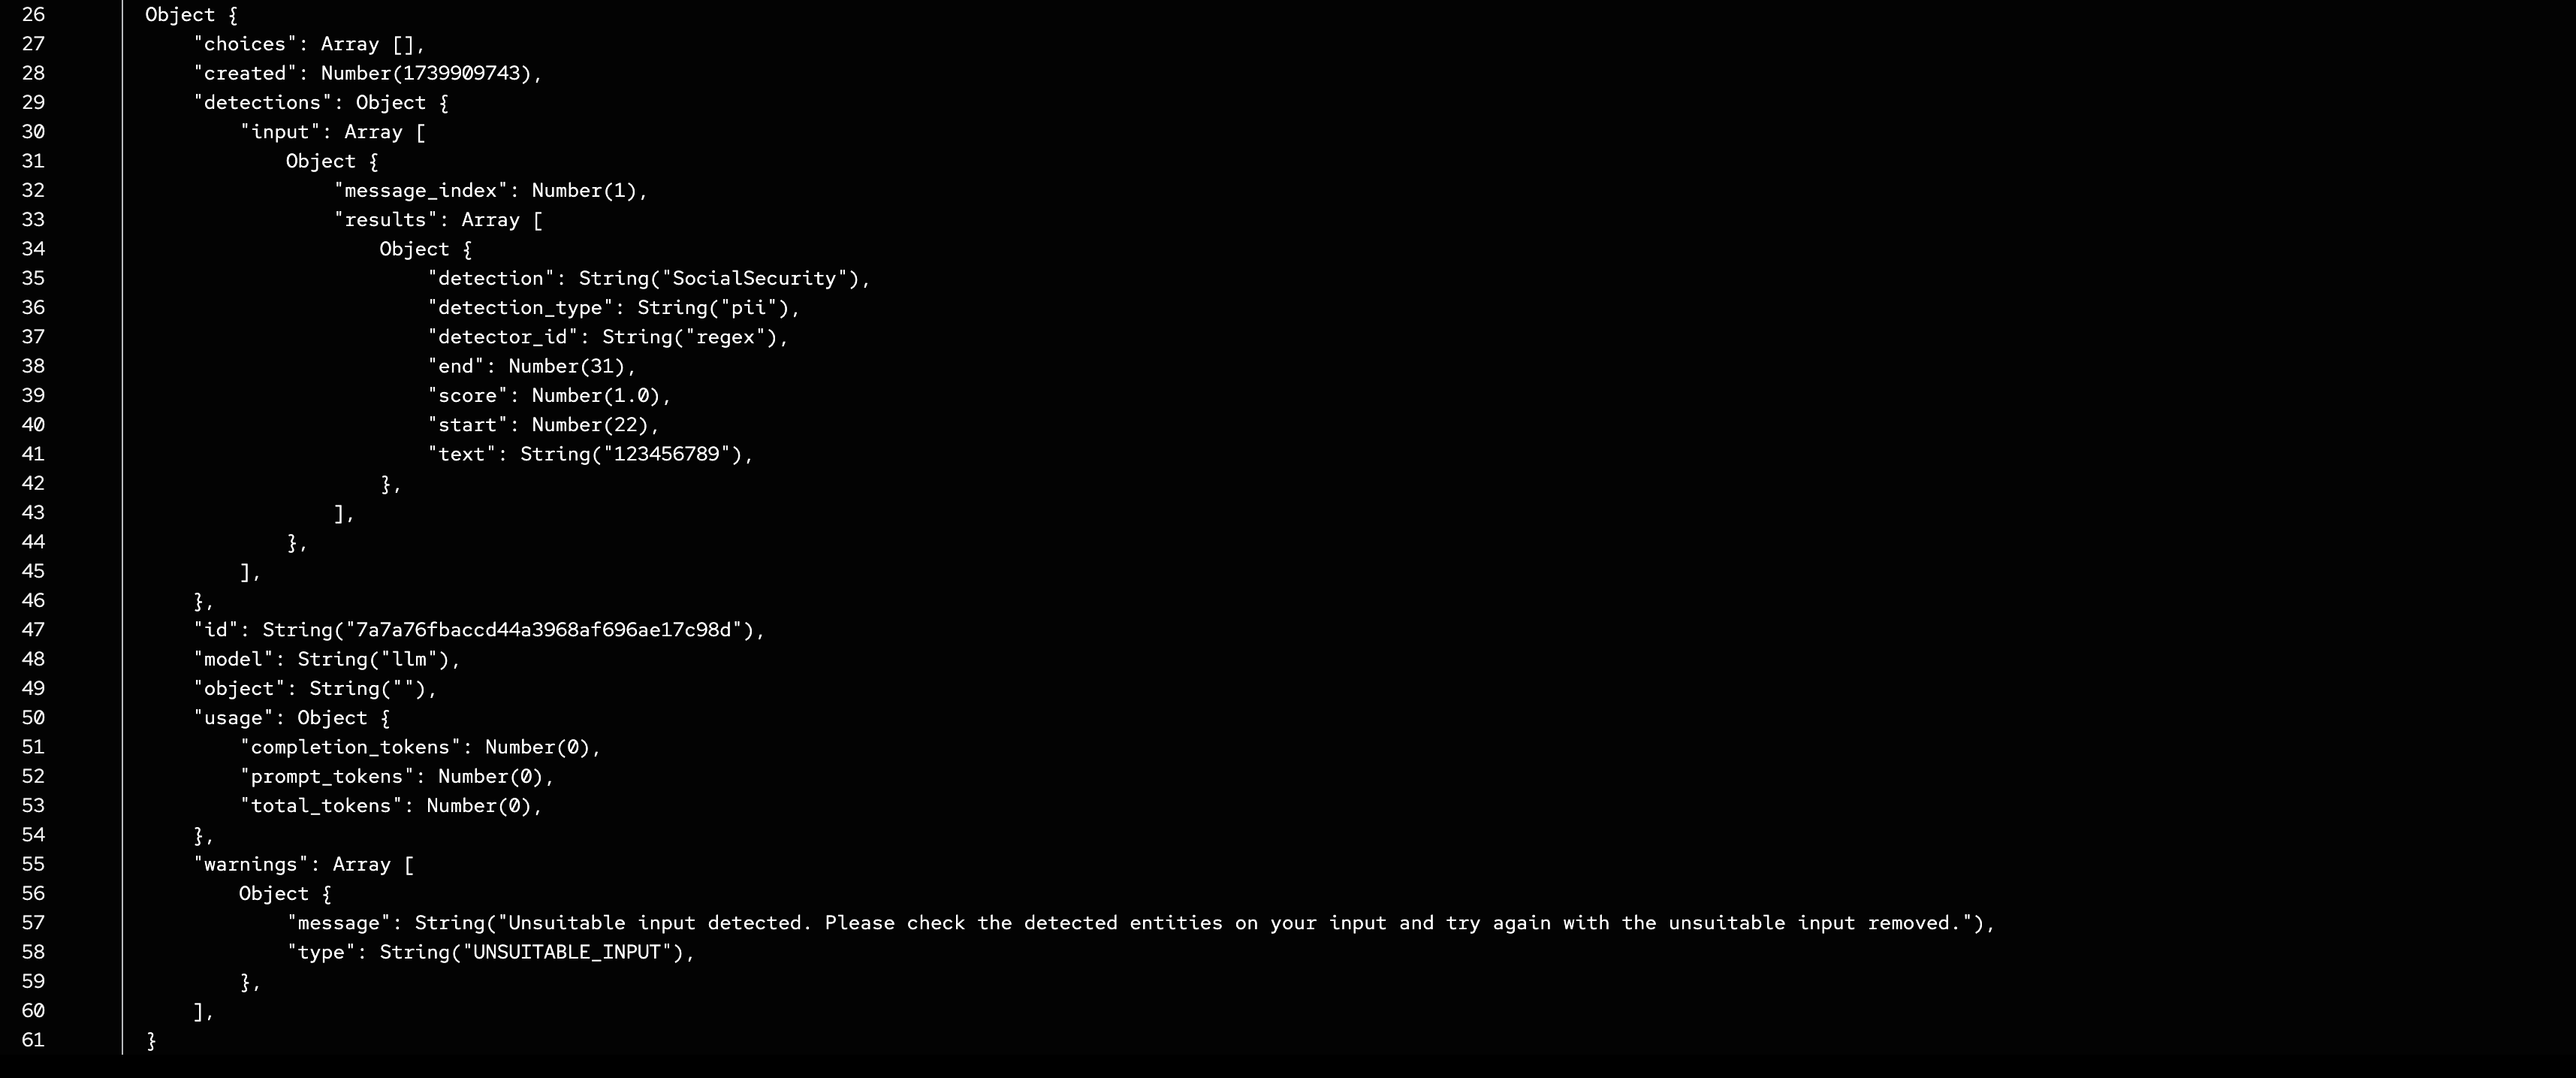 26 Object {
27 "choices": Array [],
28 "created": Number(1739909743),
29 "detections": Object {
30 "input": Array [
31 Object {
32 "message_index": Number(1),
33 "results": Array [
34 Object {
35 "detection": String("SocialSecurity"),
36 "detection_type": String("pii"),
37 "detector_id": String("regex"),
38 "end": Number(31),
39 "score": Number(1.0),
40 "start": Number(22),
41 "text": String("123456789"),
42 },
43 ],
44 },
45 ],
46 },
47 "id": String("7a7a76fbaccd44a3968af696ae17c98d"),
48 "model": String("llm"),
49 "object": String(""),
50 "usage": Object {
51 "completion_tokens": Number(0),
52 "prompt_tokens": Number(0),
53 "total_tokens": Number(0),
54 },
55 "warnings": Array [
56 Object {
57 "message": String("Unsuitable input detected. Please check the detected entities on your input and try again with the unsuitable input removed."),
58 "type": String("UNSUITABLE_INPUT"),
59 },
60 ],
61 }